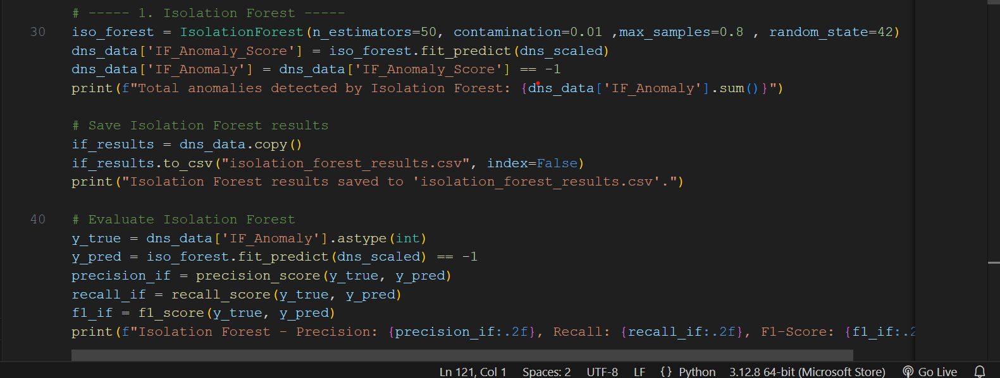 # ----- 1. Isolation Forest -----
30 iso_forest = IsolationForest(n_estimators=50, contamination=0.01 ,max_samples=0.8 , random_state=42)
dns_data['IF_Anomaly_Score'] = iso_forest.fit_predict(dns_scaled)
dns_data['IF_Anomaly'] = dns_data['IF_Anomaly_Score'] == -1
print(f"Total anomalies detected by Isolation Forest: {dns_data['IF_Anomaly'].sum()}")
# Save Isolation Forest results
if_results = dns_data.copy()
if_results.to_csv("isolation_forest_results.csv", index=False)
print("Isolation Forest results saved to 'isolation_forest_results.csv'.")
40 # Evaluate Isolation Forest
y_true = dns_data['IF_Anomaly'].astype(int)
y_pred = iso_forest.fit_predict(dns_scaled) == -1
precision_if = precision_score(y_true, y_pred)
recall_if = recall_score(y_true, y_pred)
f1_if = f1_score(y_true, y_pred)
print(f"Isolation Forest - Precision: {precision_if:.2f}, Recall: {recall_if:.2f}, F1-Score: {f1_if:.2
Ln 121, Col 1 Spaces: 2 UTF-8 LF {} Python 3.12.8 64-bit (Microsoft Store) Go Live